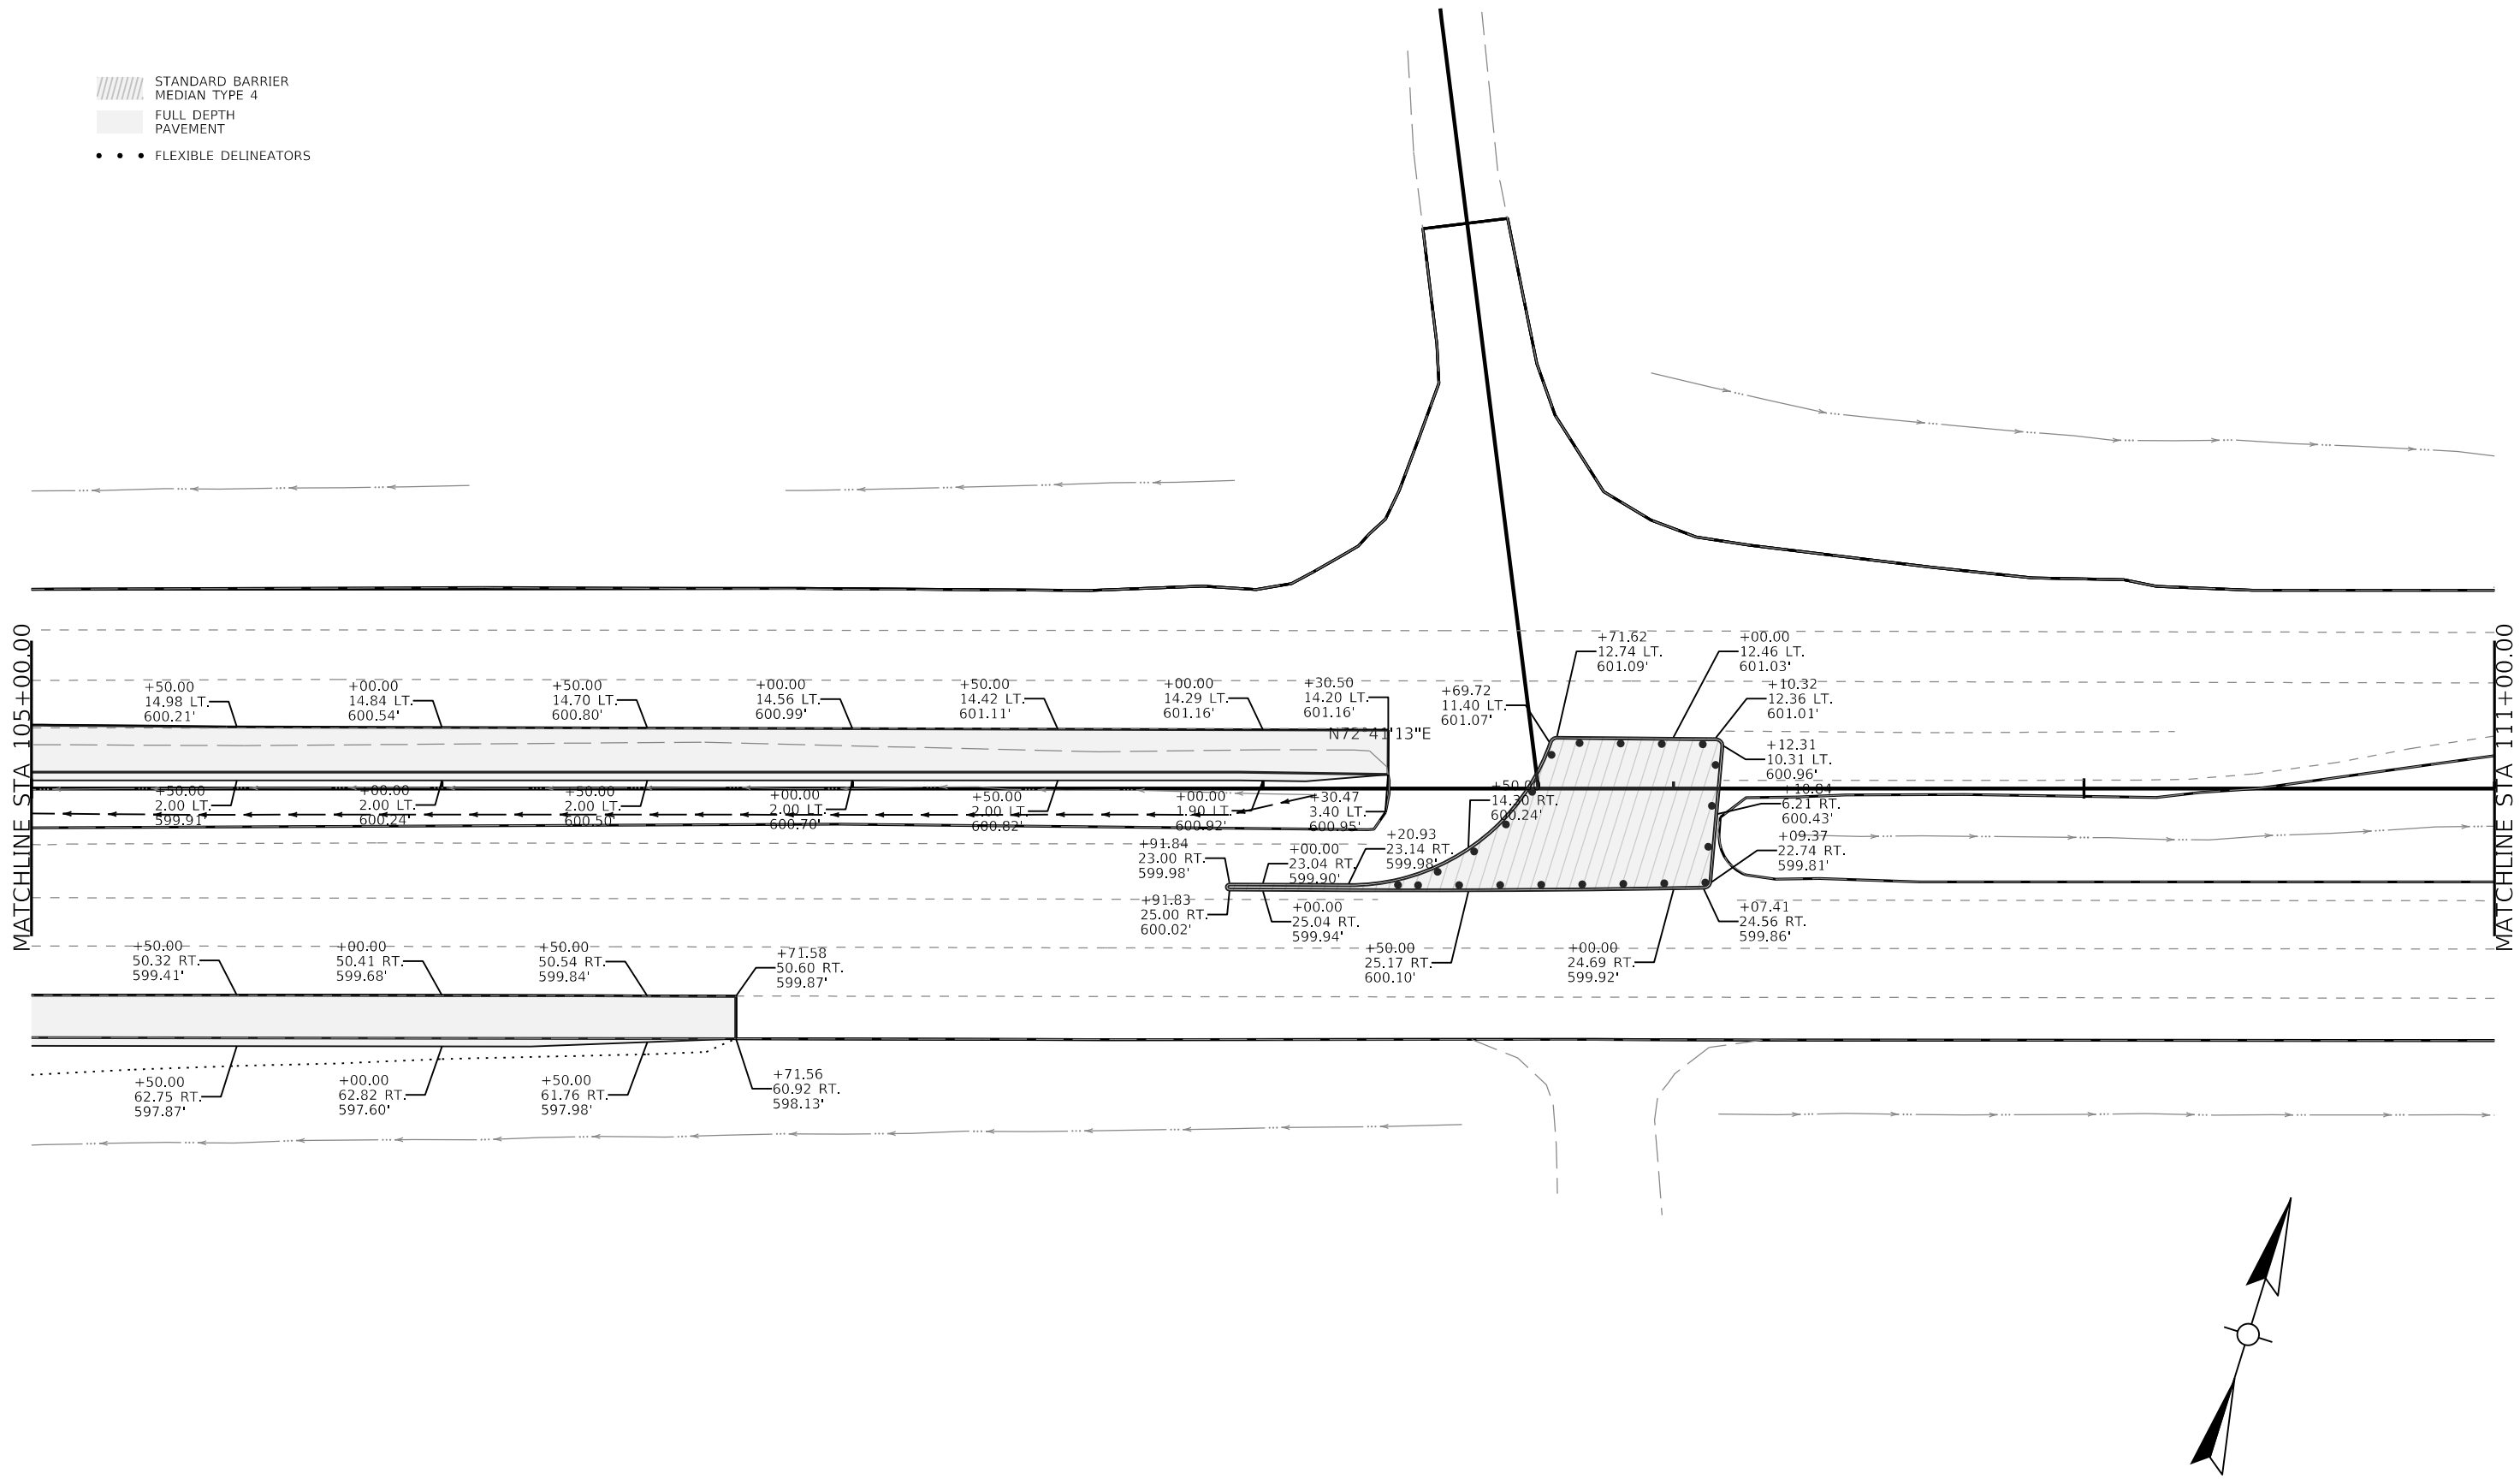 STANDARD BARRIER
MEDIAN TYPE 4
FULL DEPTH
PAVEMENT
FLEXIBLE DELINEATORS
MATCHLINE STA 105+00.00
MATCHLINE STA 111+00.00
+50.00
14.98 LT.
600.21'
+00.00
14.84 LT.
600.54'
+50.00
14.70 LT.
600.80'
+00.00
14.56 LT.
600.99'
+50.00
14.42 LT.
601.11'
+00.00
14.29 LT.
601.16'
+30.50
14.20 LT.
601.16'
N72°41'13"E
+69.72
11.40 LT.
601.07'
+71.62
12.74 LT.
601.09'
+00.00
12.46 LT.
601.03'
+10.32
12.36 LT.
601.01'
+12.31
10.31 LT.
600.96'
+10.84
6.21 RT.
600.43'
+09.37
22.74 RT.
599.81'
+07.41
24.56 RT.
599.86'
+50.00
2.00 LT.
599.91'
+00.00
2.00 LT.
600.24'
+50.00
2.00 LT.
600.50'
+00.00
2.00 LT.
600.70'
+50.00
2.00 LT.
600.82'
+00.00
1.90 LT.
600.92'
+30.47
3.40 LT.
600.95'
+50.00
14.30 RT.
600.24'
+20.93
23.14 RT.
599.98'
+91.84
23.00 RT.
599.98'
+00.00
23.04 RT.
599.90'
+91.83
25.00 RT.
600.02'
+00.00
25.04 RT.
599.94'
+50.00
25.17 RT.
600.10'
+00.00
24.69 RT.
599.92'
+50.00
50.32 RT.
599.41'
+00.00
50.41 RT.
599.68'
+50.00
50.54 RT.
599.84'
+71.58
50.60 RT.
599.87'
+50.00
62.75 RT.
597.87'
+00.00
62.82 RT.
597.60'
+50.00
61.76 RT.
597.98'
+71.56
60.92 RT.
598.13'